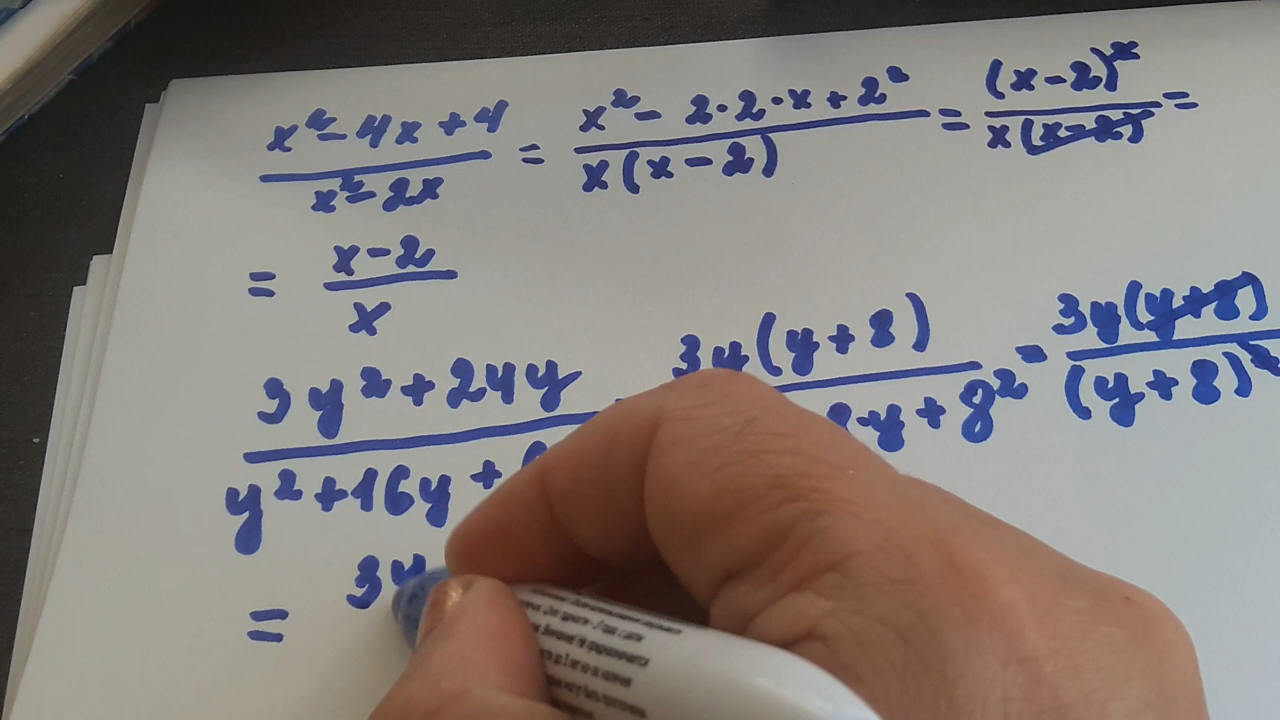 x² - 4x + 4 / x² - 2x = x² - 2·2·x + 2² / x(x - 2) = (x - 2)² / x(x - 2) =
= x - 2 / x
3y² + 24y / y² + 16y + = 3y(y + 8) / 8·y + 8² = 3y(y + 8) / (y + 8)²
= 3y